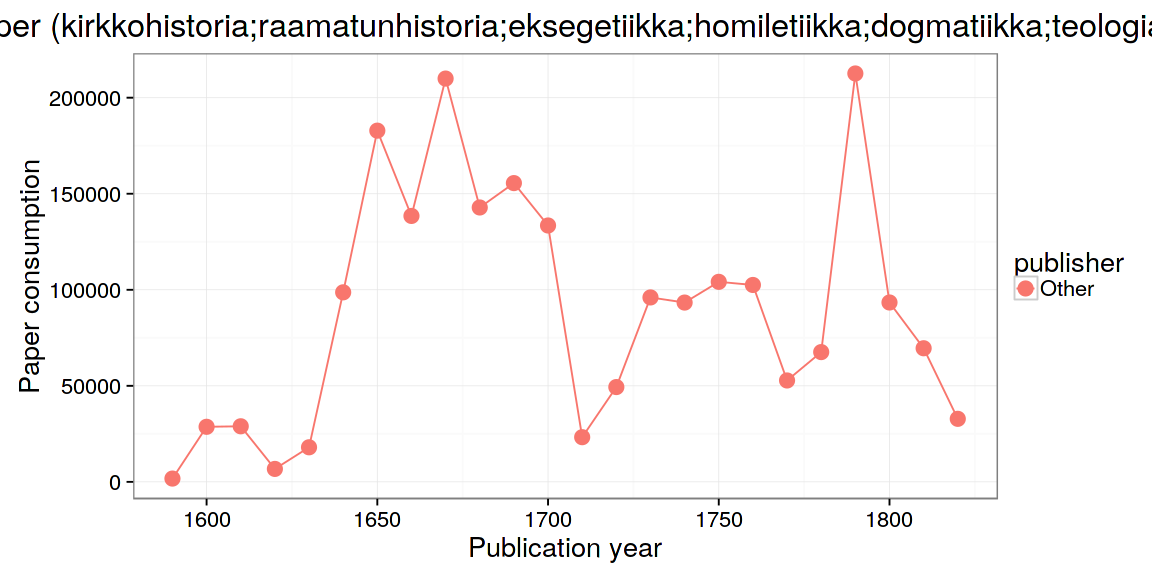 per (kirkkohistoria;raamatunhistoria;eksegetiikka;homiletiikka;dogmatiikka;teologia
200000
150000
100000
50000
0
Paper consumption
1600 1650 1700 1750 1800
Publication year
publisher
Other